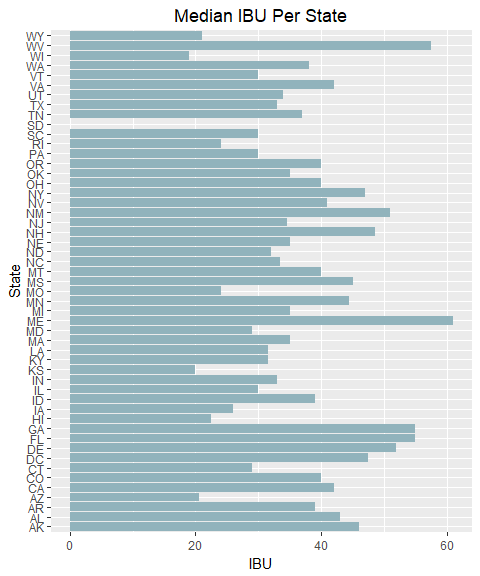 Median IBU Per State
WY
WV
WI
WA
VT
VA
UT
TX
TN
SD
SC
RI
PA
OR
OK
OH
NY
NV
NM
NJ
NH
NE
ND
NC
MT
MS
MO
MN
MI
ME
MD
MA
LA
KY
KS
IN
IL
ID
IA
HI
GA
FL
DE
DC
CT
CO
CA
AZ
AR
AL
AK
State
0 20 40 60
IBU